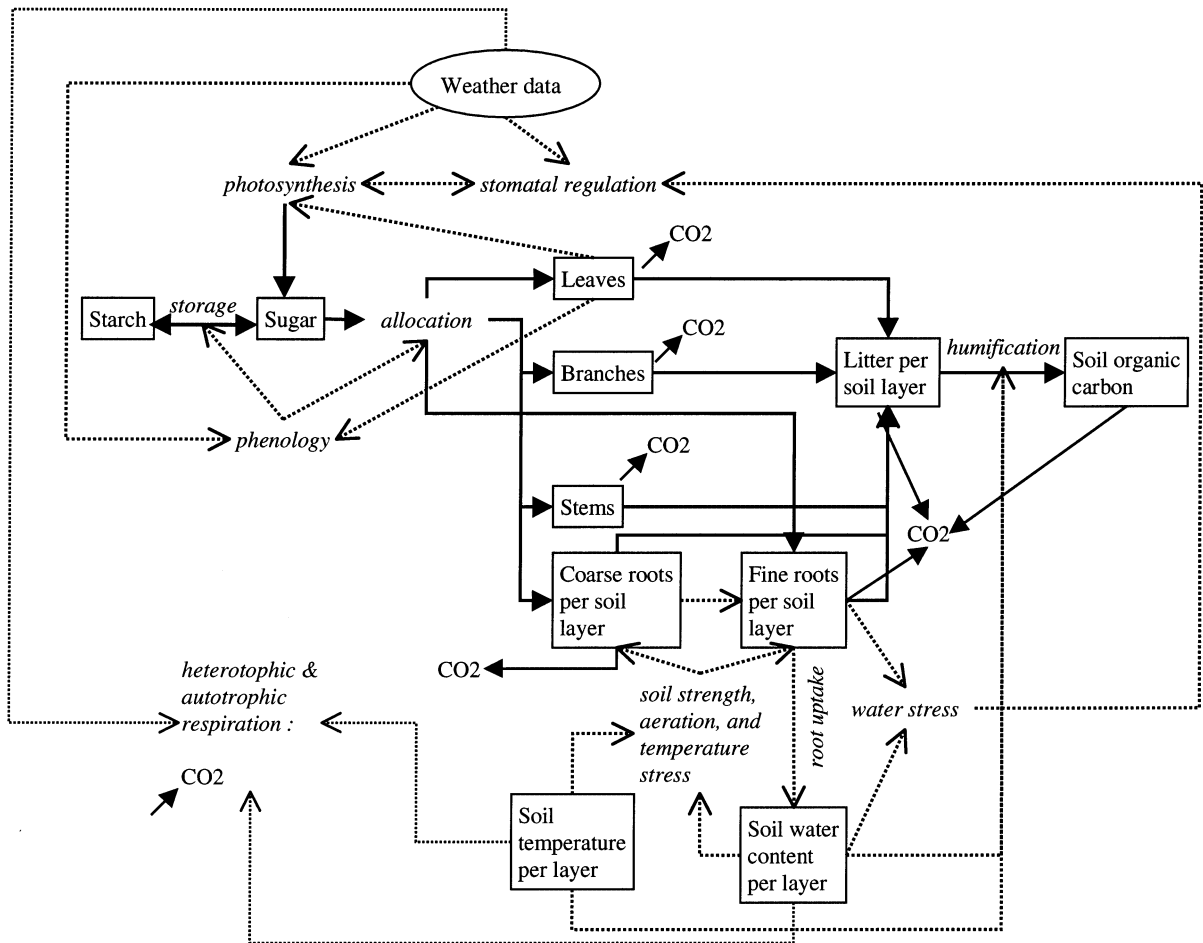 Weather data
photosynthesis
stomatal regulation
CO2
Leaves
storage
Starch
Sugar
allocation
CO2
Branches
Litter per
soil layer
humification
Soil organic
carbon
phenology
CO2
Stems
CO2
Coarse roots
per soil
layer
Fine roots
per soil
layer
CO2
heterotophic &
autotrophic
respiration :
CO2
soil strength,
aeration, and
temperature
stress
root uptake
water stress
Soil
temperature
per layer
Soil water
content
per layer